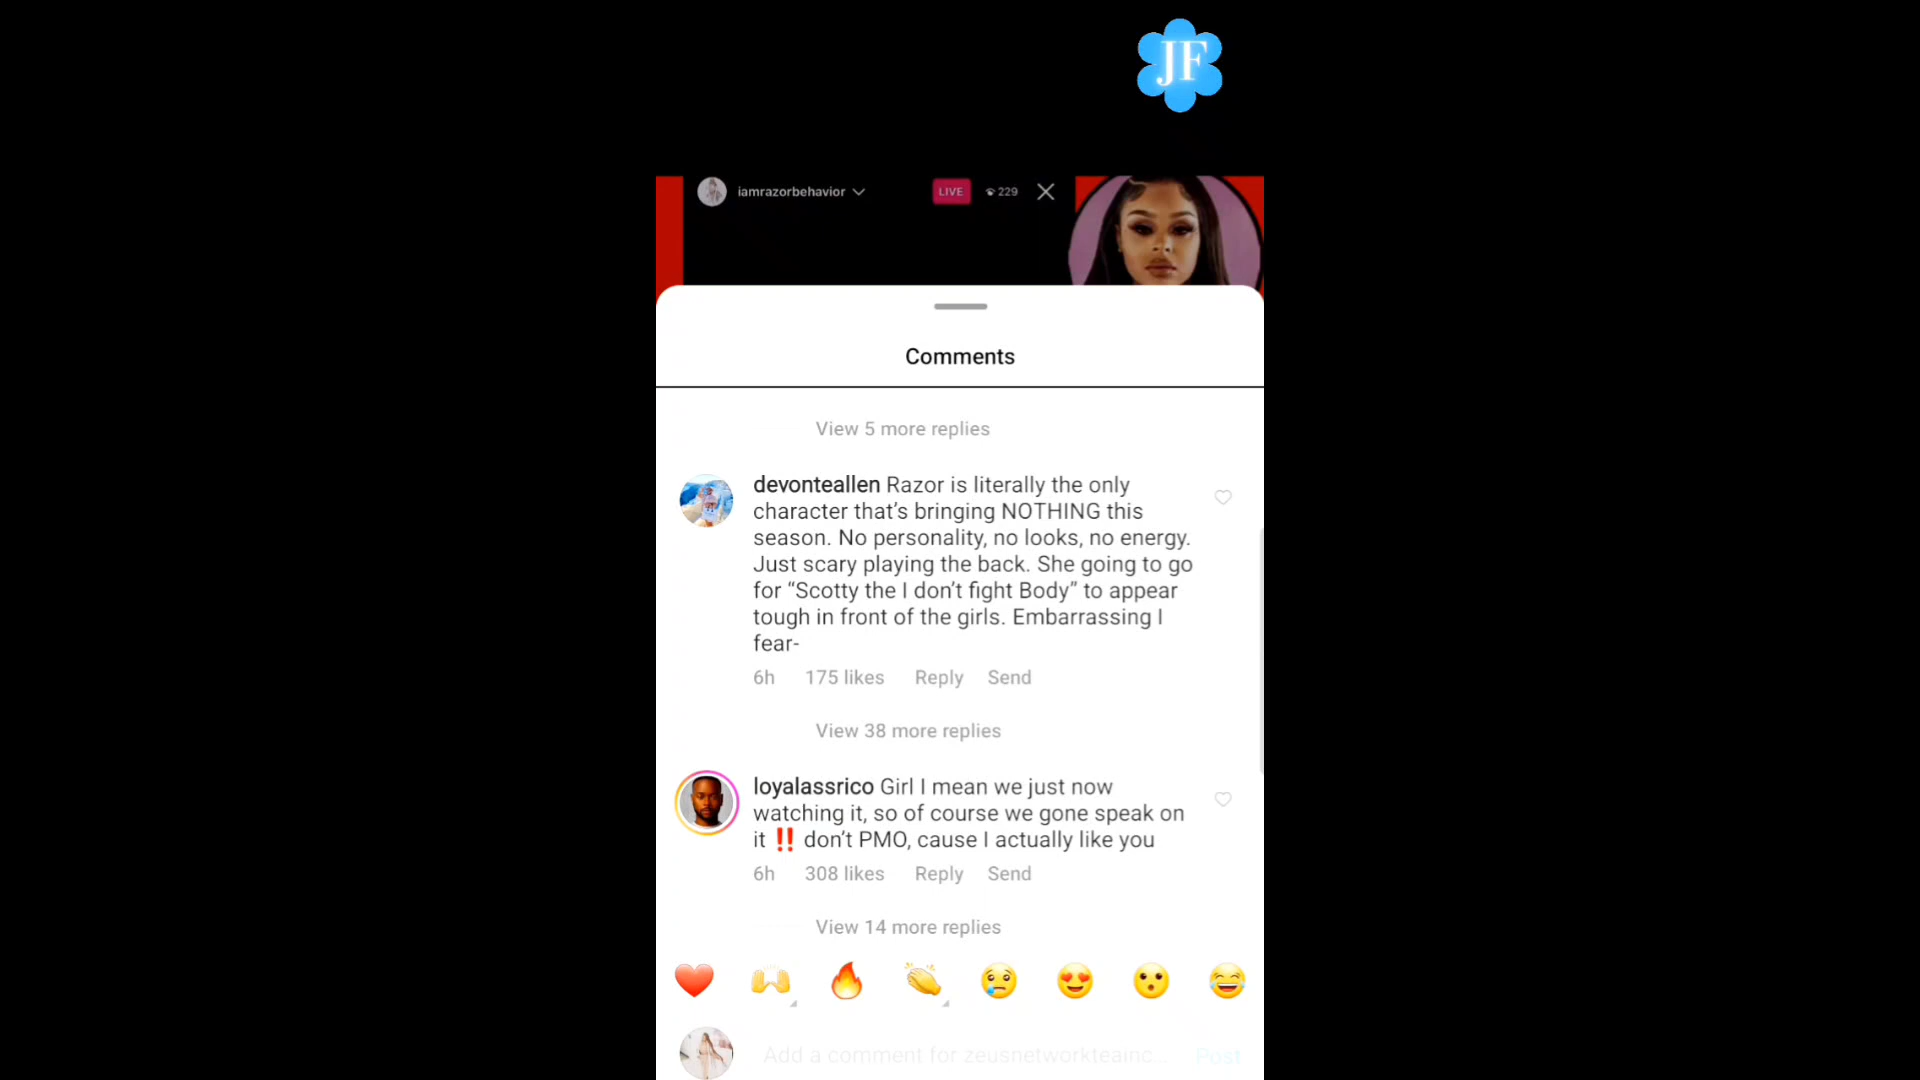 JF
iamrazorbehavior
LIVE
229
Comments
View 5 more replies
devonteallen Razor is literally the only
character that’s bringing NOTHING this
season. No personality, no looks, no energy.
Just scary playing the back. She going to go
for “Scotty the I don’t fight Body” to appear
tough in front of the girls. Embarrassing I
fear-
6h 175 likes Reply Send
View 38 more replies
loyalassrico Girl I mean we just now
watching it, so of course we gone speak on
it ‼️ don’t PMO, cause I actually like you
6h 308 likes Reply Send
View 14 more replies
Add a comment for zeusnetworkteainc... Post